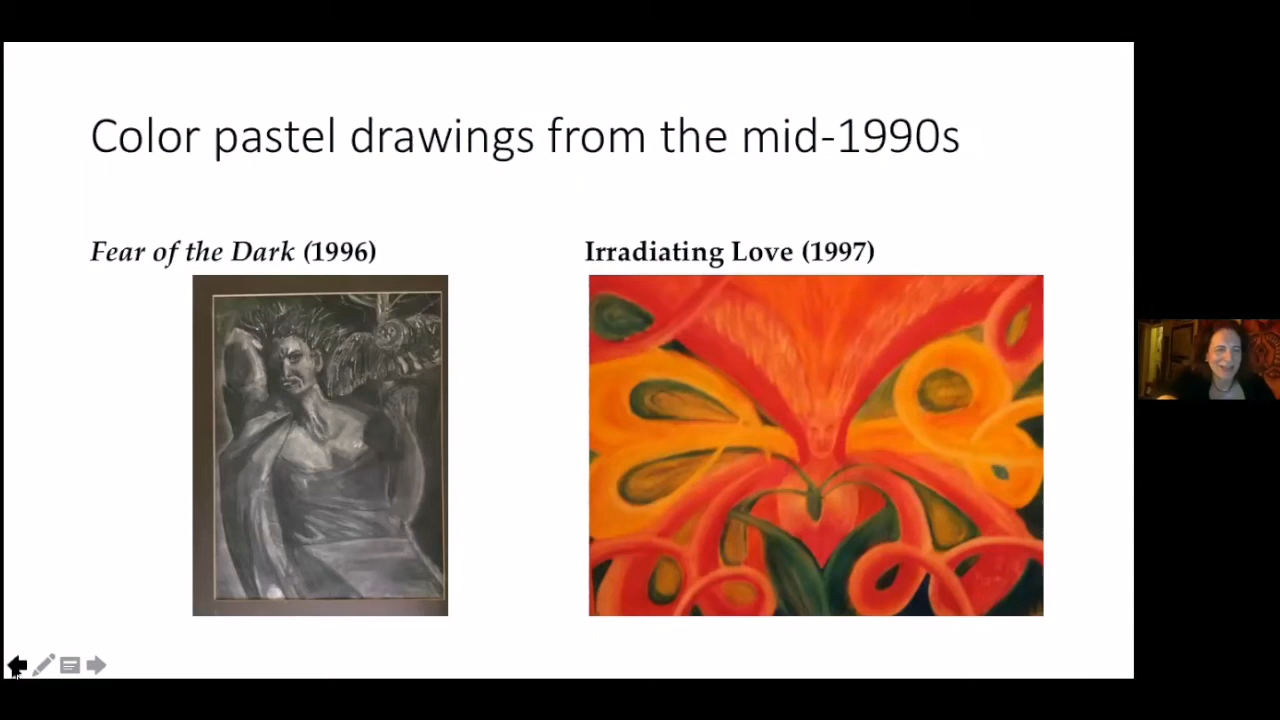 Color pastel drawings from the mid-1990s
Fear of the Dark (1996)
Irradiating Love (1997)